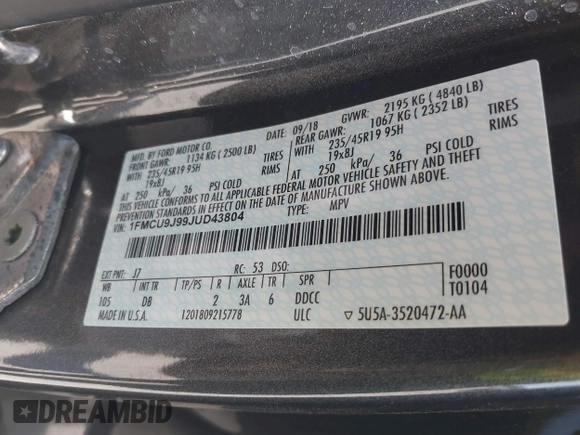 MFD. BY FORD MOTOR CO. 09/18 GVWR: 2195 KG ( 4840 LB)
FRONT GAWR: 1134 KG ( 2500 LB) REAR GAWR: 1067 KG ( 2352 LB)
WITH 235/45R19 95H TIRES WITH 235/45R19 95H TIRES
19x8J RIMS 19x8J RIMS
AT 250 kPa/ 36 PSI COLD AT 250 kPa/ 36 PSI COLD
THIS VEHICLE CONFORMS TO ALL APPLICABLE FEDERAL MOTOR VEHICLE SAFETY AND THEFT
PREVENTION STANDARDS IN EFFECT ON THE DATE OF MANUFACTURE SHOWN ABOVE.
VIN: 1FMCU9J99JUD43804 TYPE: MPV
EXT PNT: J7 RC: 53 DSO: F0000
WB TP/PS R AXLE TR SPR T0104
105 DB 2 3A 6 DDCC
MADE IN U.S.A. 1201809215778 ULC ▽ 5U5A-3520472-AA
DREAMBID